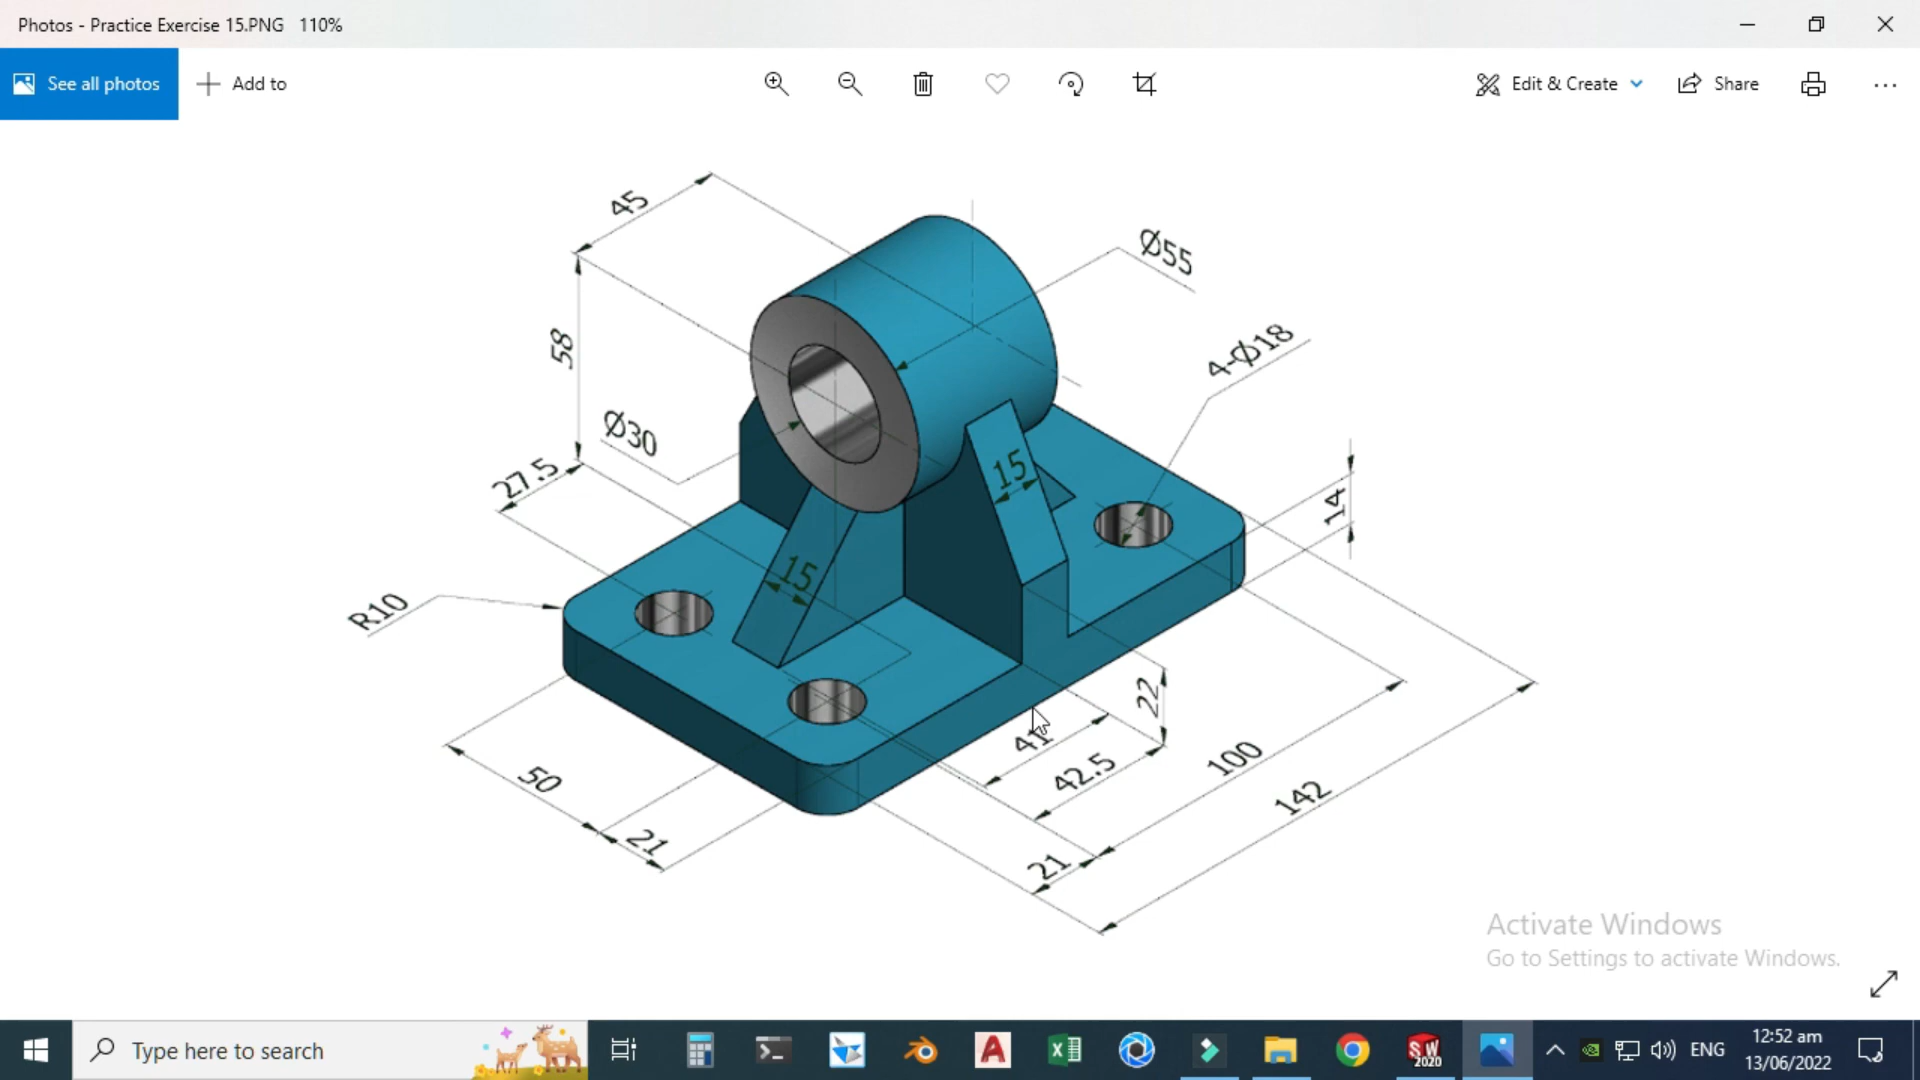 Photos - Practice Exercise 15.PNG 110%
See all photos
Add to
Edit & Create
Share
45
Ø55
58
4-Ø18
Ø30
27.5
15
14
15
R10
22
41
42.5
100
50
142
21
21
Activate Windows
Go to Settings to activate Windows.
Type here to search
SW
2020
ENG
12:52 am
13/06/2022